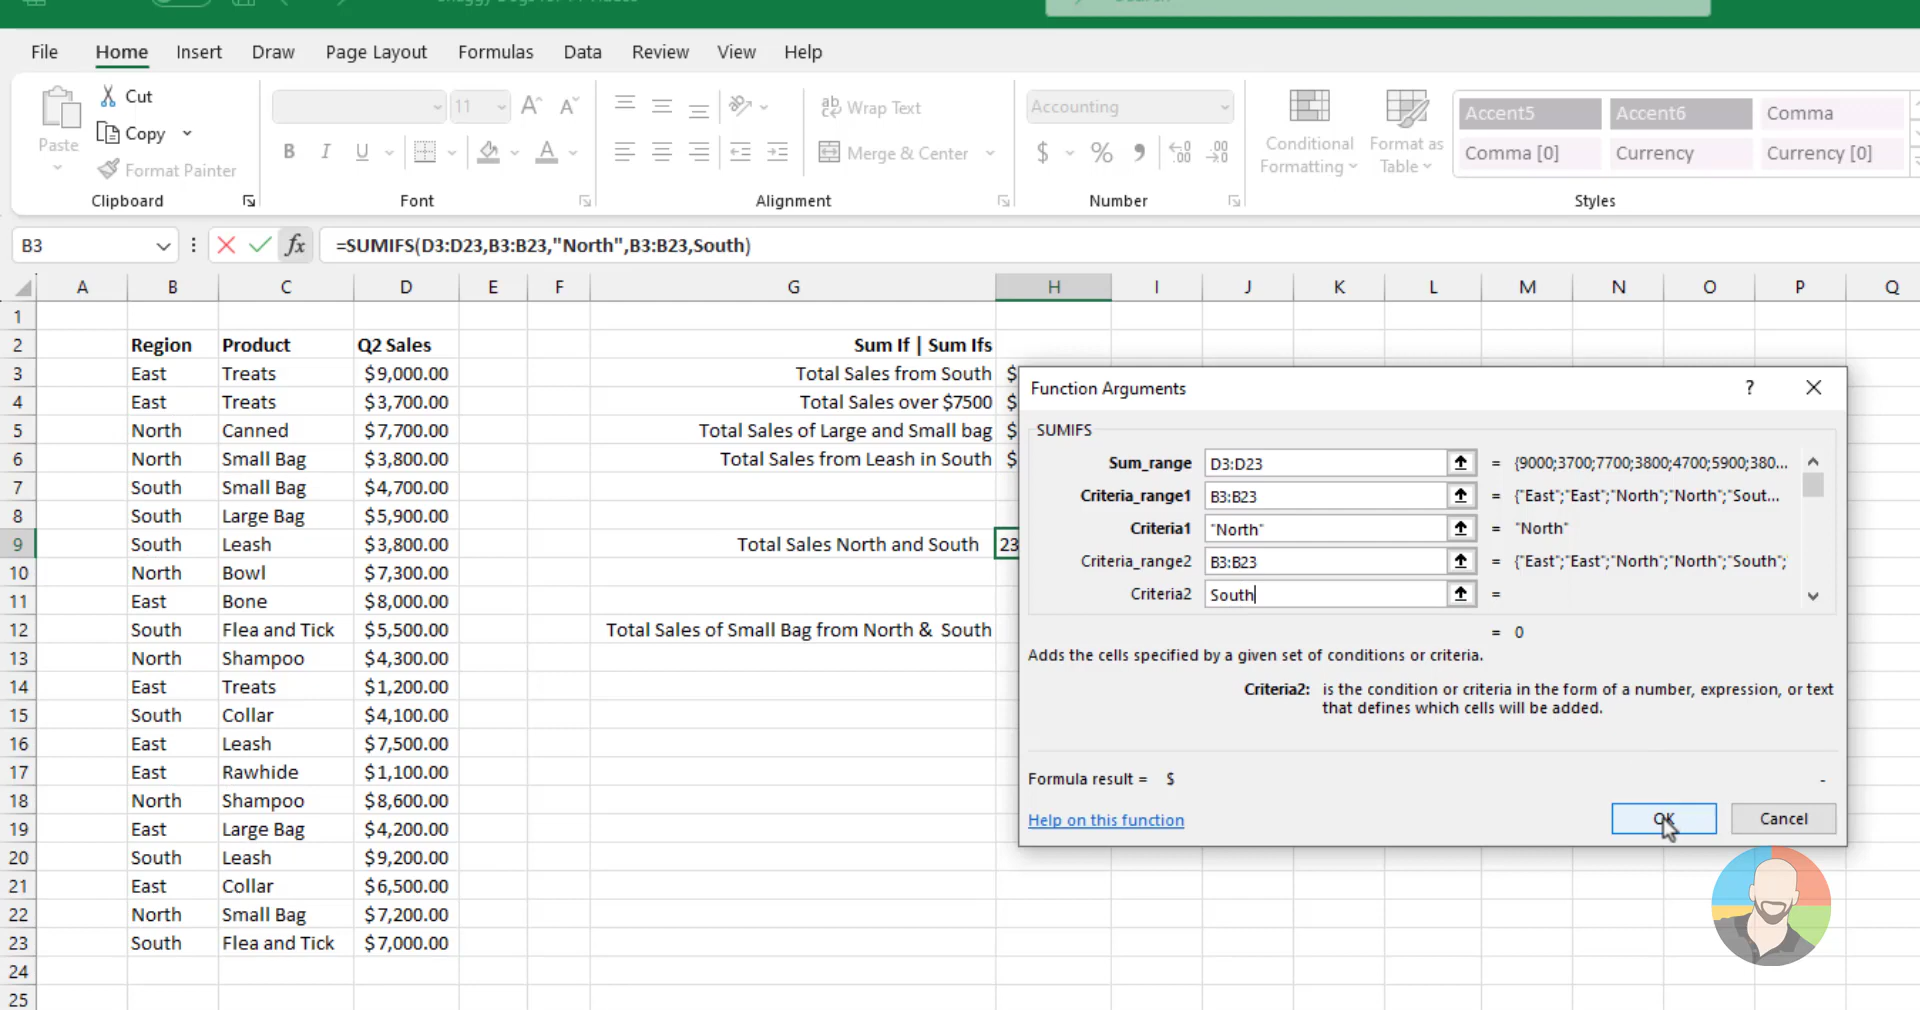 File Home Insert Draw Page Layout Formulas Data Review View Help
Paste
Cut
Copy
Format Painter
Clipboard
11
B I U
Font
Wrap Text
Merge & Center
Alignment
Accounting
$ % 9
Number
Conditional Formatting
Format as Table
Accent5 Accent6 Comma
Comma [0] Currency Currency [0]
Styles
B3 fx =SUMIFS(D3:D23,B3:B23,"North",B3:B23,South)
A B C D E F G H I J K L M N O P Q
1
2 Region Product Q2 Sales Sum If | Sum Ifs
3 East Treats $9,000.00 Total Sales from South $
4 East Treats $3,700.00 Total Sales over $7500 $
5 North Canned $7,700.00 Total Sales of Large and Small bag $
6 North Small Bag $3,800.00 Total Sales from Leash in South $
7 South Small Bag $4,700.00
8 South Large Bag $5,900.00
9 South Leash $3,800.00 Total Sales North and South 23
10 North Bowl $7,300.00
11 East Bone $8,000.00
12 South Flea and Tick $5,500.00 Total Sales of Small Bag from North & South
13 North Shampoo $4,300.00
14 East Treats $1,200.00
15 South Collar $4,100.00
16 East Leash $7,500.00
17 East Rawhide $1,100.00
18 North Shampoo $8,600.00
19 East Large Bag $4,200.00
20 South Leash $9,200.00
21 East Collar $6,500.00
22 North Small Bag $7,200.00
23 South Flea and Tick $7,000.00
24
25
Function Arguments ?
SUMIFS
Sum_range D3:D23 = {9000;3700;7700;3800;4700;5900;380...
Criteria_range1 B3:B23 = {"East";"East";"North";"North";"Sout...
Criteria1 "North" = "North"
Criteria_range2 B3:B23 = {"East";"East";"North";"North";"South";
Criteria2 South =
= 0
Adds the cells specified by a given set of conditions or criteria.
Criteria2: is the condition or criteria in the form of a number, expression, or text
that defines which cells will be added.
Formula result = $ -
Help on this function
OK Cancel